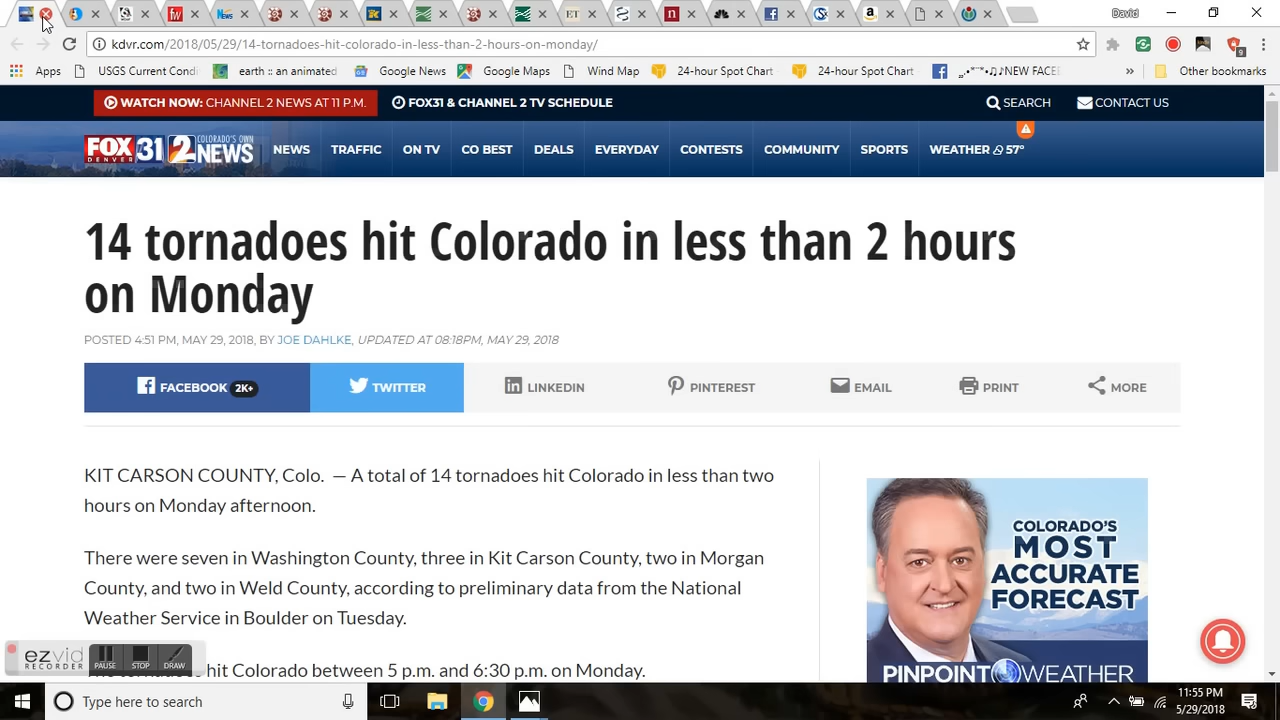 David
kdvr.com/2018/05/29/14-tornadoes-hit-colorado-in-less-than-2-hours-on-monday/
9
Apps USGS Current Cond earth :: an animated Google News Google Maps Wind Map 24-hour Spot Chart 24-hour Spot Chart NEW FACE » Other bookmarks
WATCH NOW: CHANNEL 2 NEWS AT 11 P.M. FOX31 & CHANNEL 2 TV SCHEDULE SEARCH CONTACT US
FOX 31 DENVER 2 COLORADO'S OWN NEWS NEWS TRAFFIC ON TV CO BEST DEALS EVERYDAY CONTESTS COMMUNITY SPORTS WEATHER 57°
14 tornadoes hit Colorado in less than 2 hours
on Monday
POSTED 4:51 PM, MAY 29, 2018, BY JOE DAHLKE, UPDATED AT 08:18PM, MAY 29, 2018
FACEBOOK 2K+ TWITTER LINKEDIN PINTEREST EMAIL PRINT MORE
KIT CARSON COUNTY, Colo. — A total of 14 tornadoes hit Colorado in less than two
hours on Monday afternoon.
There were seven in Washington County, three in Kit Carson County, two in Morgan
County, and two in Weld County, according to preliminary data from the National
Weather Service in Boulder on Tuesday.
hit Colorado between 5 p.m. and 6:30 p.m. on Monday.
COLORADO'S
MOST
ACCURATE
FORECAST
PINPOINT WEATHER
ezvid
RECORDER
PAUSE STOP DRAW
Type here to search
11:55 PM
5/29/2018